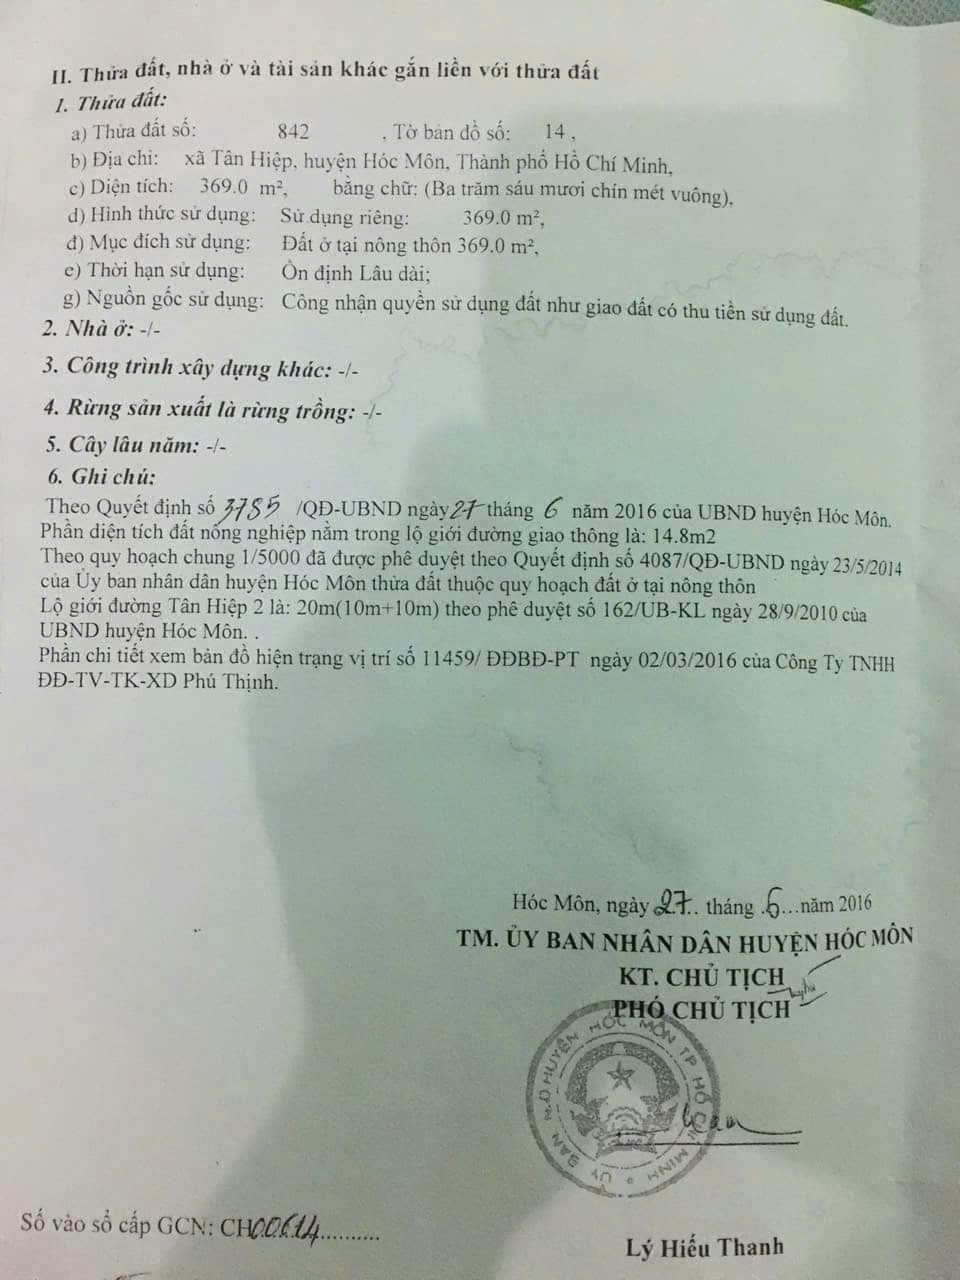 II. Thửa đất, nhà ở và tài sản khác gắn liền với thửa đất
1. Thửa đất:
a) Thửa đất số: 842 , Tờ bản đồ số: 14 ,
b) Địa chỉ: xã Tân Hiệp, huyện Hóc Môn, Thành phố Hồ Chí Minh,
c) Diện tích: 369.0 m², bằng chữ: (Ba trăm sáu mươi chín mét vuông),
d) Hình thức sử dụng: Sử dụng riêng: 369.0 m²,
đ) Mục đích sử dụng: Đất ở tại nông thôn 369.0 m²,
e) Thời hạn sử dụng: Ổn định Lâu dài;
g) Nguồn gốc sử dụng: Công nhận quyền sử dụng đất như giao đất có thu tiền sử dụng đất.
2. Nhà ở: -/-
3. Công trình xây dựng khác: -/-
4. Rừng sản xuất là rừng trồng: -/-
5. Cây lâu năm: -/-
6. Ghi chú:
Theo Quyết định số 3785 /QĐ-UBND ngày 27 tháng 6 năm 2016 của UBND huyện Hóc Môn.
Phần diện tích đất nông nghiệp nằm trong lộ giới đường giao thông là: 14.8m2
Theo quy hoạch chung 1/5000 đã được phê duyệt theo Quyết định số 4087/QĐ-UBND ngày 23/5/2014
của Ủy ban nhân dân huyện Hóc Môn thửa đất thuộc quy hoạch đất ở tại nông thôn
Lộ giới đường Tân Hiệp 2 là: 20m(10m+10m) theo phê duyệt số 162/UB-KL ngày 28/9/2010 của
UBND huyện Hóc Môn. .
Phần chi tiết xem bản đồ hiện trạng vị trí số 11459/ ĐĐBĐ-PT ngày 02/03/2016 của Công Ty TNHH
ĐĐ-TV-TK-XD Phú Thịnh.
Hóc Môn, ngày 27.. tháng .6...năm 2016
TM. ỦY BAN NHÂN DÂN HUYỆN HÓC MÔN
KT. CHỦ TỊCH
PHÓ CHỦ TỊCH
ỦY BAN N.D HUYỆN HÓC MÔN TP HỒ CHÍ MINH
Số vào sổ cấp GCN: CH00614..........
Lý Hiếu Thanh